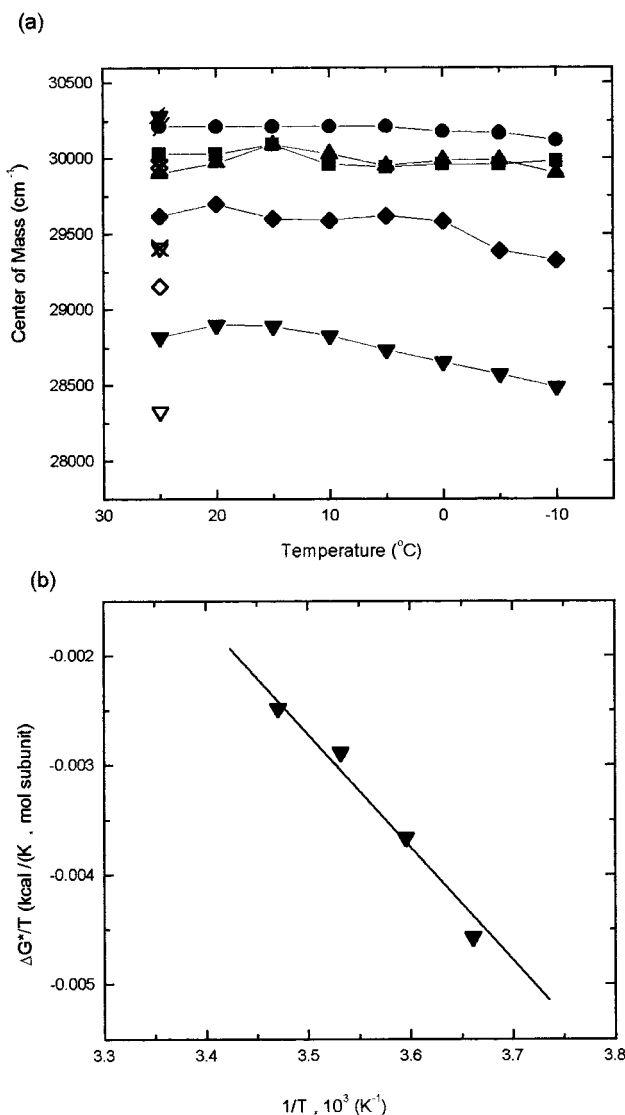 (a)
30500
30000
29500
29000
28500
28000
Center of Mass (cm⁻¹)
30 20 10 0 -10
Temperature (°C)
(b)
-0.002
-0.003
-0.004
-0.005
ΔG*/T (kcal /(K , mol subunit)
3.3 3.4 3.5 3.6 3.7 3.8
1/T , 10³ (K⁻¹)